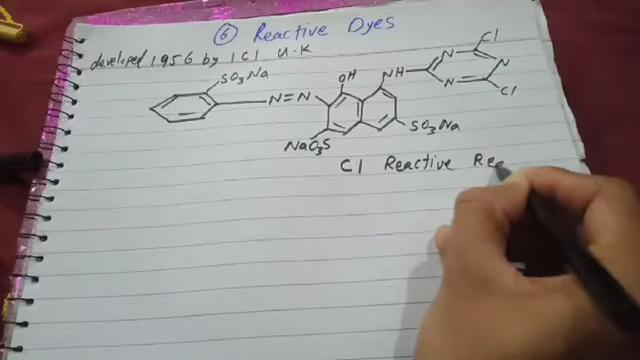 ⑥ Reactive Dyes
developed 1956 by ICI U.K
SO3Na
N=N
OH
NH
N
Cl
N
N
Cl
NaO3S
SO3Na
CI Reactive Re